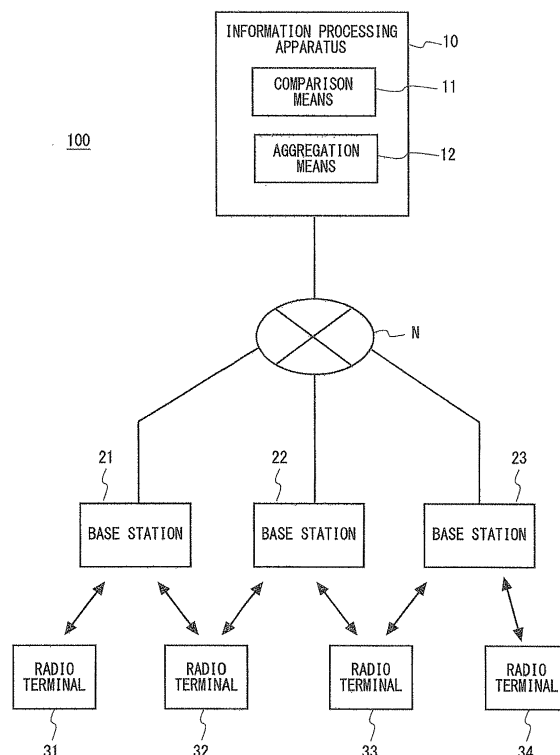 INFORMATION PROCESSING
APPARATUS
10
COMPARISON
MEANS
11
100
AGGREGATION
MEANS
12
N
21
22
23
BASE STATION
BASE STATION
BASE STATION
RADIO
TERMINAL
RADIO
TERMINAL
RADIO
TERMINAL
RADIO
TERMINAL
31
32
33
34